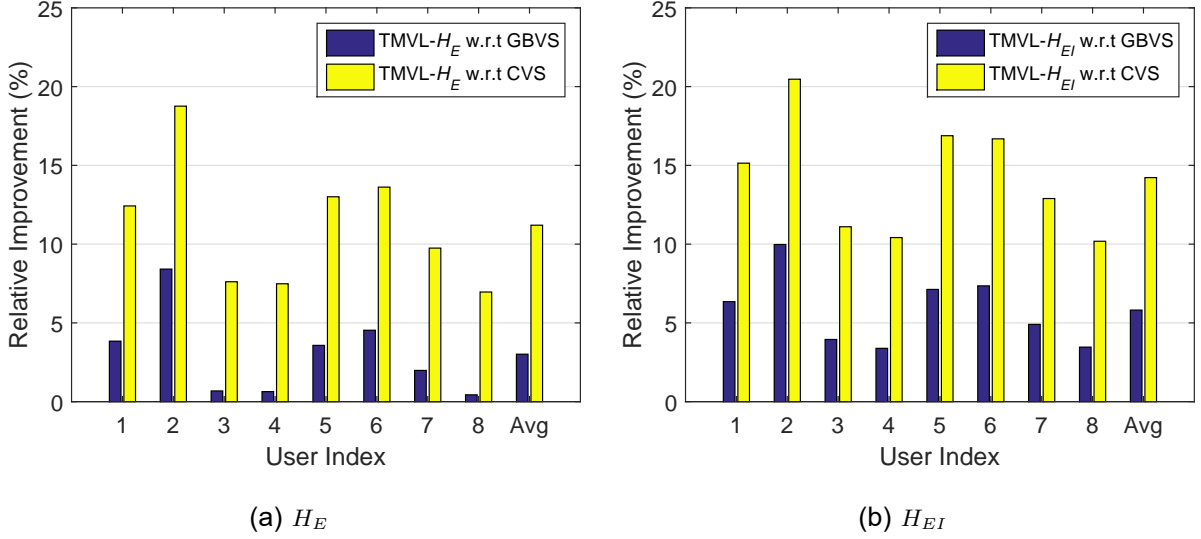 25
20
15
10
5
0
Relative Improvement (%)
TMVL-H_E w.r.t GBVS
TMVL-H_E w.r.t CVS
1 2 3 4 5 6 7 8 Avg
User Index
(a) H_E
25
20
15
10
5
0
Relative Improvement (%)
TMVL-H_EI w.r.t GBVS
TMVL-H_EI w.r.t CVS
1 2 3 4 5 6 7 8 Avg
User Index
(b) H_EI